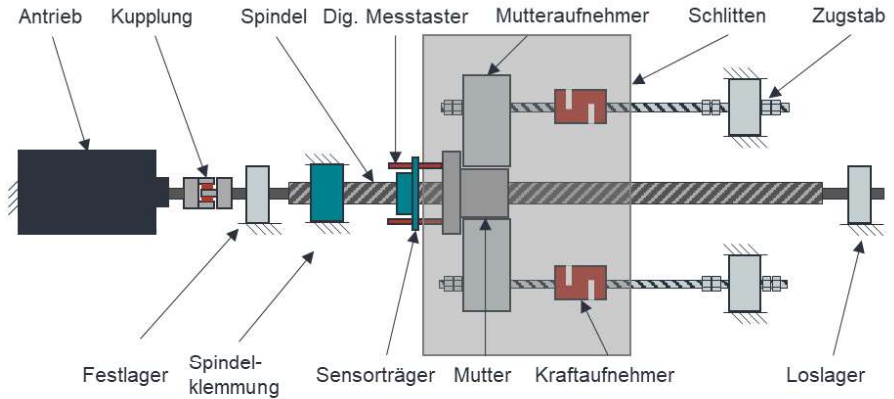 Antrieb
Kupplung
Spindel
Dig. Messtaster
Mutteraufnehmer
Schlitten
Zugstab
Festlager
Spindel-
klemmung
Sensorträger
Mutter
Kraftaufnehmer
Loslager